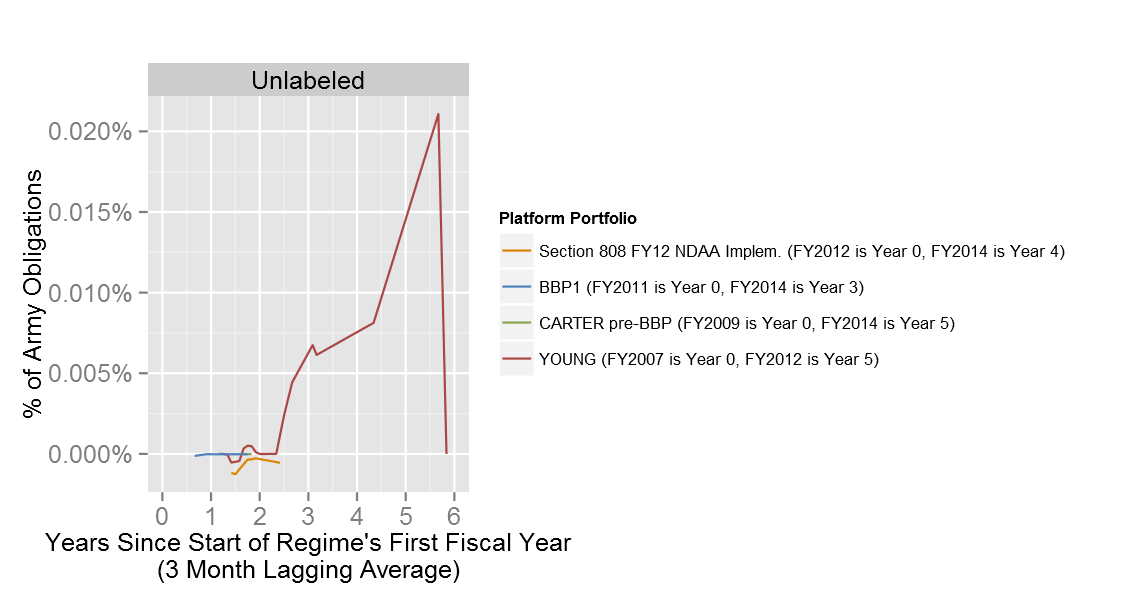 Unlabeled
0.020%
0.015%
0.010%
0.005%
0.000%
% of Army Obligations
0 1 2 3 4 5 6
Years Since Start of Regime's First Fiscal Year
(3 Month Lagging Average)
Platform Portfolio
Section 808 FY12 NDAA Implem. (FY2012 is Year 0, FY2014 is Year 4)
BBP1 (FY2011 is Year 0, FY2014 is Year 3)
CARTER pre-BBP (FY2009 is Year 0, FY2014 is Year 5)
YOUNG (FY2007 is Year 0, FY2012 is Year 5)